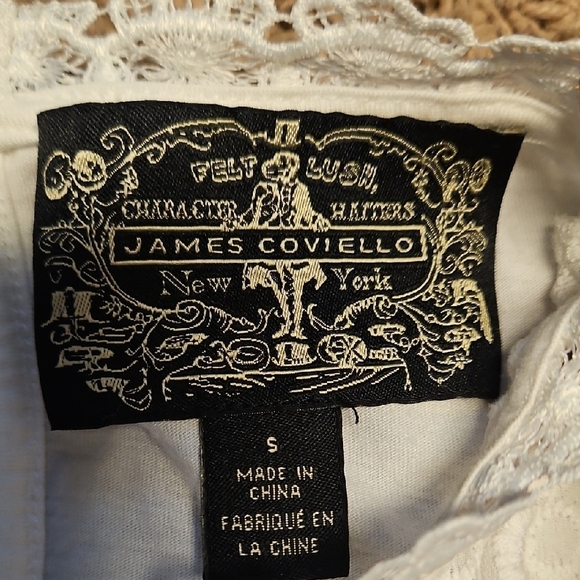 FELT & LUSH,
CHARACTER HATTERS
JAMES COVIELLO
New York
S
MADE IN
CHINA
FABRIQUÉ EN
LA CHINE